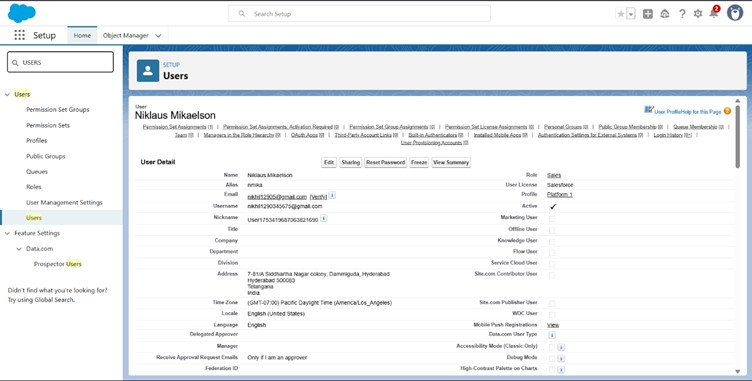 Search Setup
2
Setup
Home
Object Manager
USERS
Users
Permission Set Groups
Permission Sets
Profiles
Public Groups
Queues
Roles
User Management Settings
Users
Feature Settings
Data.com
Prospector Users
Didn't find what you're looking for?
Try using Global Search.
SETUP
Users
User
Niklaus Mikaelson
User Profile Help for this Page
Permission Set Assignments [1] | Permission Set Assignments: Activation Required [0] | Permission Set Group Assignments [0] | Permission Set License Assignments [0] | Personal Groups [0] | Public Group Membership [0] | Queue Membership [0] |
Team [0] | Managers in the Role Hierarchy [0] | OAuth Apps [0] | Third-Party Account Links [0] | Built-in Authenticators [0] | Installed Mobile Apps [0] | Authentication Settings for External Systems [0] | Login History
User Provisioning Accounts [0]
User Detail
Edit Sharing Reset Password Freeze View Summary
Name Niklaus Mikaelson Role Sales
Alias nmika User License Salesforce
Email nikhil12905@gmail.com [Verify] i Profile Platform 1
Username nikhil1290345675@gmail.com Active ✓
Nickname User1753419687063821690 i Marketing User
Title Offline User
Company Knowledge User
Department Flow User
Division Service Cloud User
Address 7-81/A Siddhartha Nagar colony, Dammiguda, Hyderabad Site.com Contributor User
Hyderabad 500083
Telangana
India
Time Zone (GMT-07:00) Pacific Daylight Time (America/Los_Angeles) Site.com Publisher User
Locale English (United States) WDC User
Language English Mobile Push Registrations View
Delegated Approver Data.com User Type i
Manager Accessibility Mode (Classic Only) i
Receive Approval Request Emails Only if I am an approver Debug Mode i
Federation ID High-Contrast Palette on Charts i